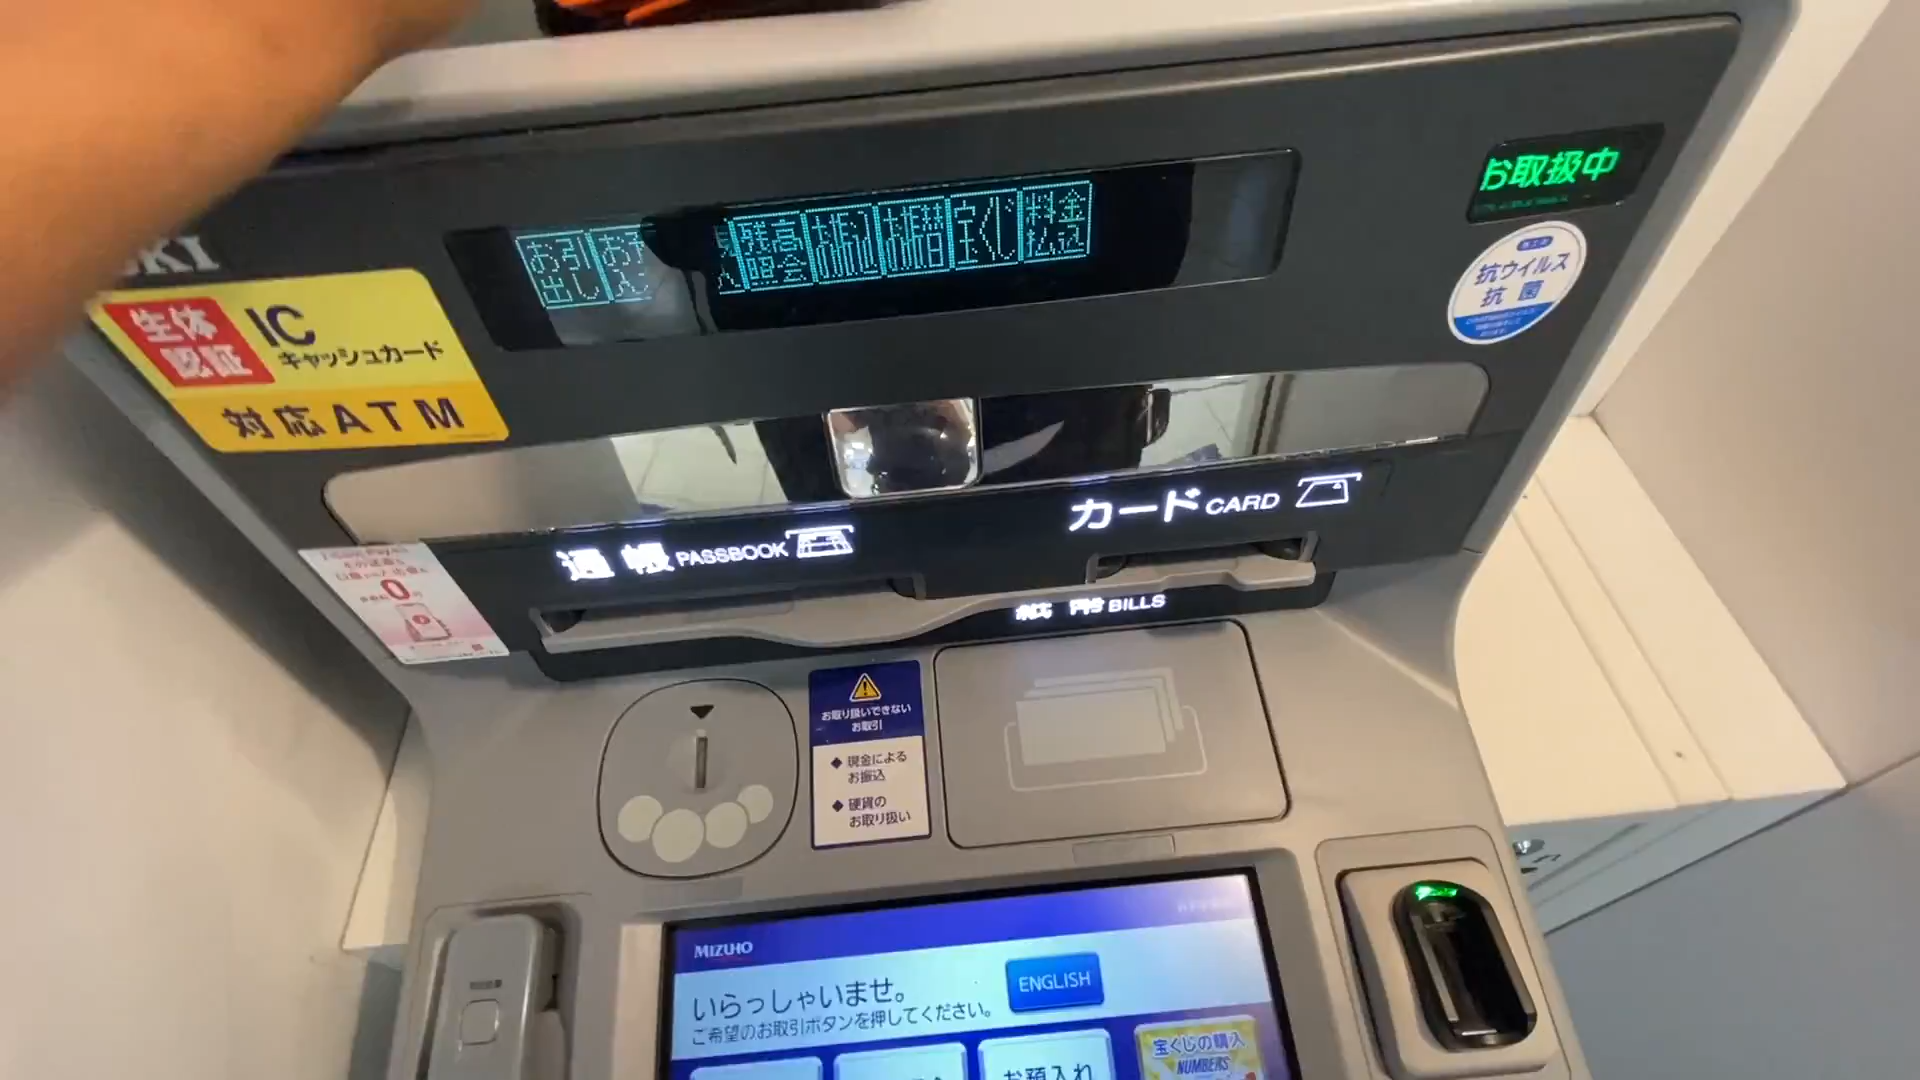 お取扱中
お引出し
残高照会
お振込
お振替
宝くじ
料金払込
抗ウイルス
抗菌
生体認証
IC
キャッシュカード
対応ATM
カード CARD
通帳 PASSBOOK
紙幣 BILLS
0
お取り扱いできない
お取引
◆ 現金による
お振込
◆ 硬貨の
お取り扱い
MIZUHO
いらっしゃいませ。
ENGLISH
ご希望のお取引ボタンを押してください。
お預入れ
宝くじの購入
NUMBERS